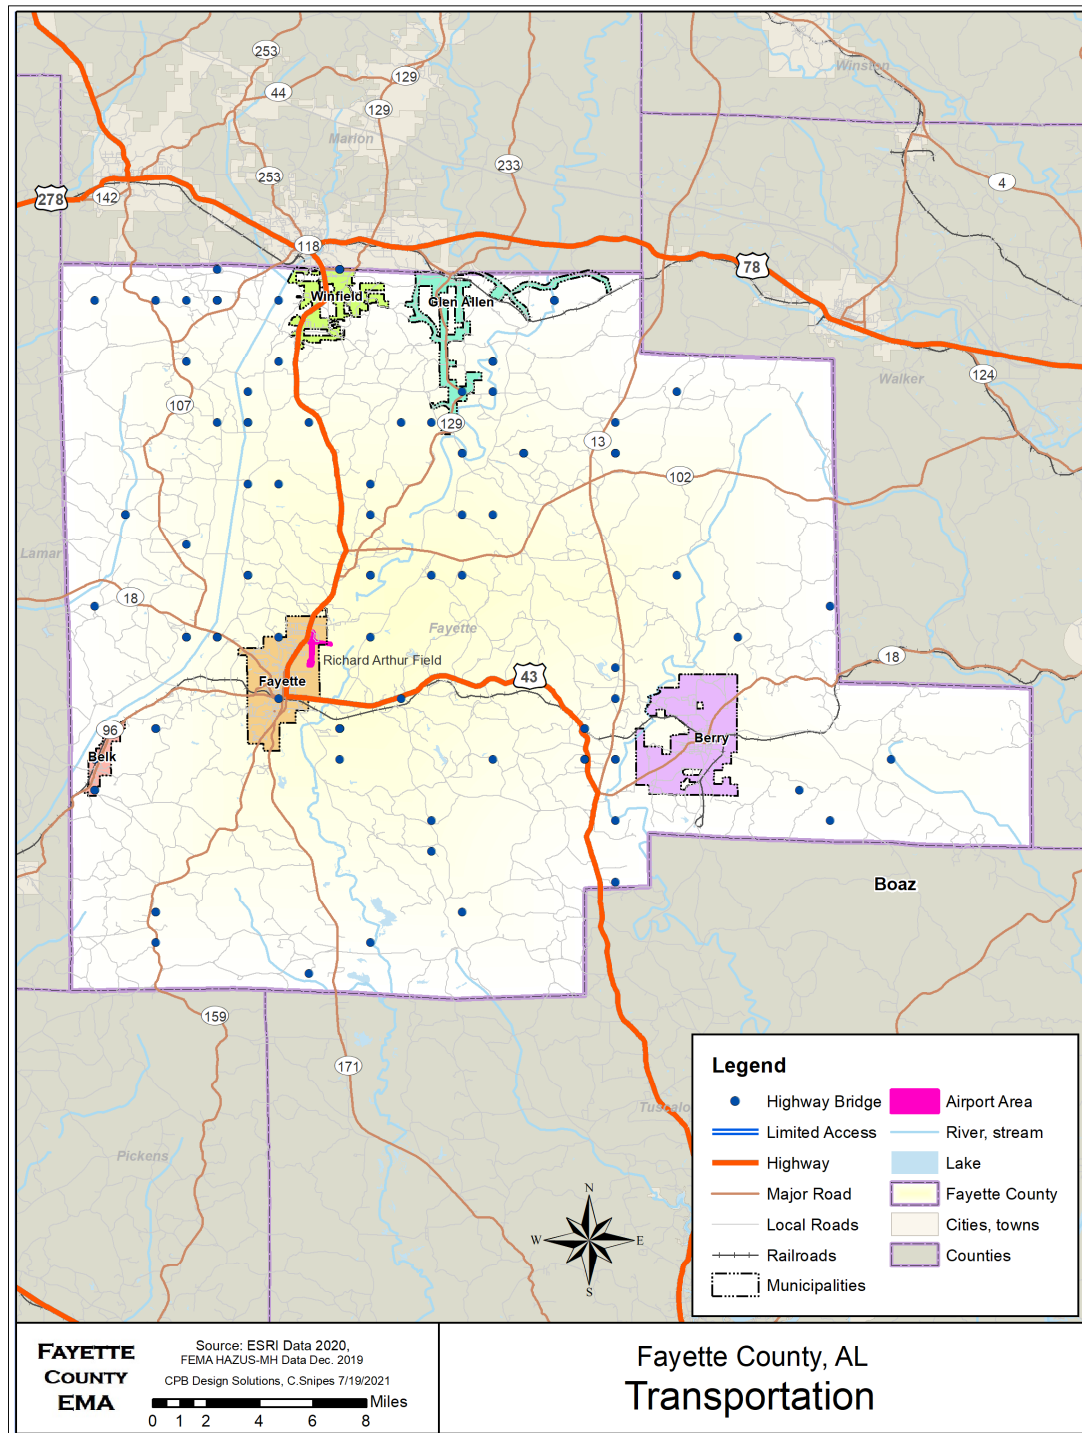 253
Winston
129
44
129
Marion
233
253
4
278
142
118
78
Winfield
Glen Allen
124
Walker
107
129
13
102
Lamar
18
Fayette
18
Richard Arthur Field
43
Fayette
96
Berry
Belk
Boaz
159
171
Tuscalo
Pickens
N
W
E
S
Legend
Highway Bridge
Airport Area
Limited Access
River, stream
Highway
Lake
Major Road
Fayette County
Local Roads
Cities, towns
Railroads
Counties
Municipalities
FAYETTE
COUNTY
EMA
Source: ESRI Data 2020,
FEMA HAZUS-MH Data Dec. 2019
CPB Design Solutions, C.Snipes 7/19/2021
Miles
0 1 2 4 6 8
Fayette County, AL
Transportation